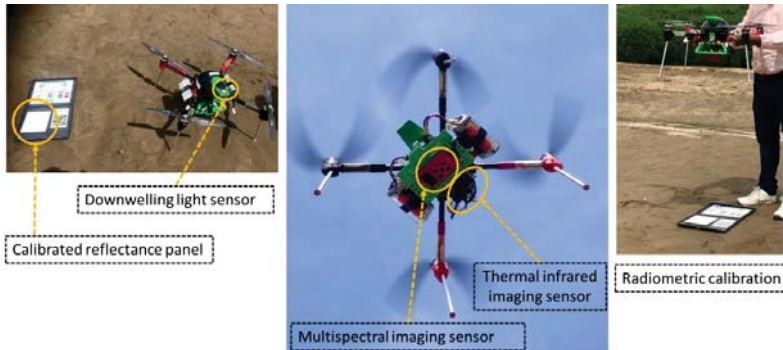 Downwelling light sensor
Calibrated reflectance panel
Thermal infrared
imaging sensor
Multispectral imaging sensor
Radiometric calibration